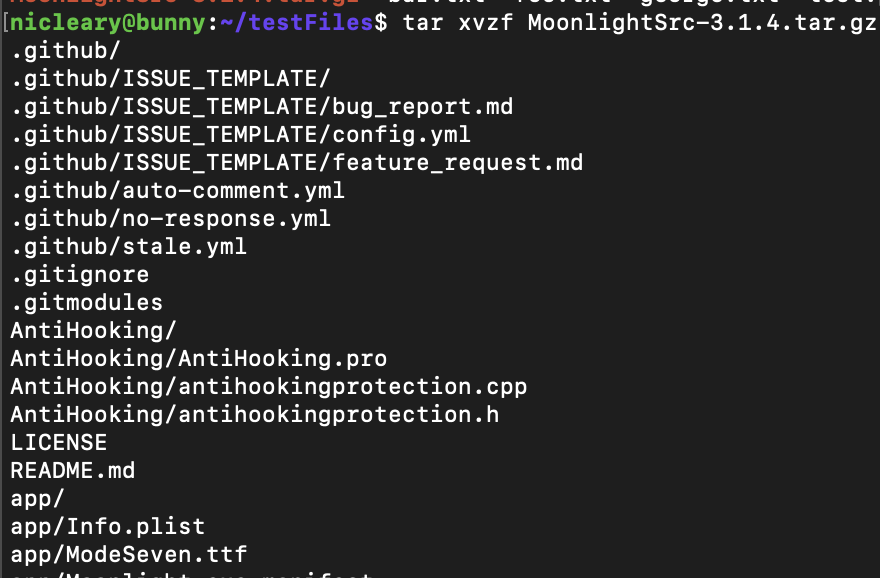 [nicleary@bunny:~/testFiles$ tar xvzf MoonlightSrc-3.1.4.tar.gz
.github/
.github/ISSUE_TEMPLATE/
.github/ISSUE_TEMPLATE/bug_report.md
.github/ISSUE_TEMPLATE/config.yml
.github/ISSUE_TEMPLATE/feature_request.md
.github/auto-comment.yml
.github/no-response.yml
.github/stale.yml
.gitignore
.gitmodules
AntiHooking/
AntiHooking/AntiHooking.pro
AntiHooking/antihookingprotection.cpp
AntiHooking/antihookingprotection.h
LICENSE
README.md
app/
app/Info.plist
app/ModeSeven.ttf